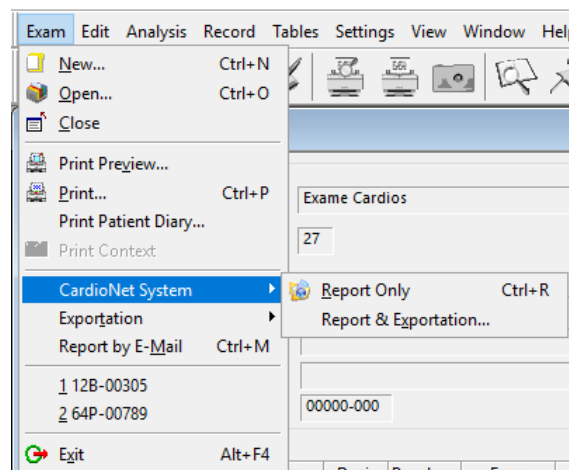 Exam Edit Analysis Record Tables Settings View Window Help
New... Ctrl+N
Open... Ctrl+O
Close
Print Preview...
Print... Ctrl+P
Exame Cardios
Print Patient Diary...
27
Print Context
CardioNet System
Report Only Ctrl+R
Exportation
Report & Exportation...
Report by E-Mail Ctrl+M
1 12B-00305
00000-000
2 64P-00789
Exit Alt+F4